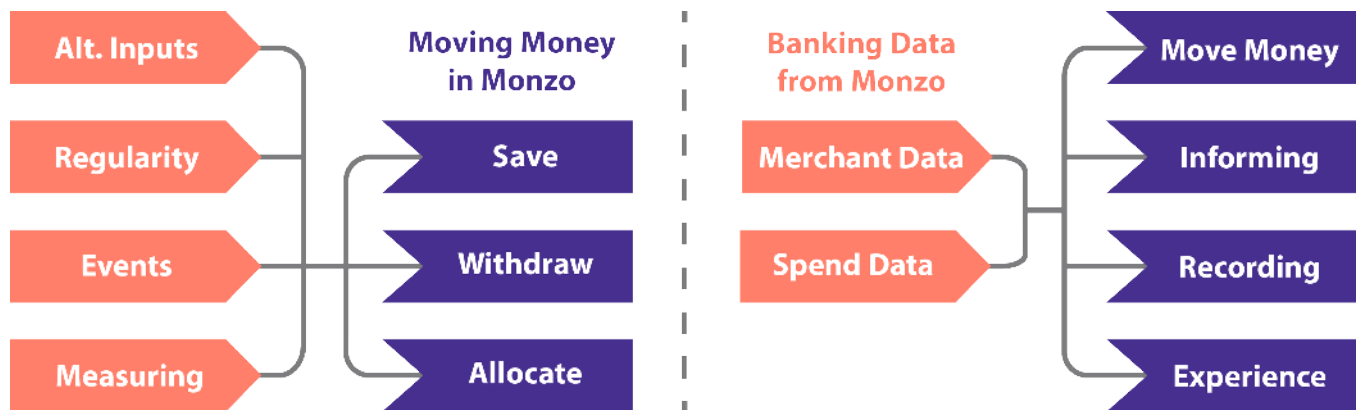 Alt. Inputs
Regularity
Events
Measuring
Moving Money
in Monzo
Save
Withdraw
Allocate
Banking Data
from Monzo
Merchant Data
Spend Data
Move Money
Informing
Recording
Experience